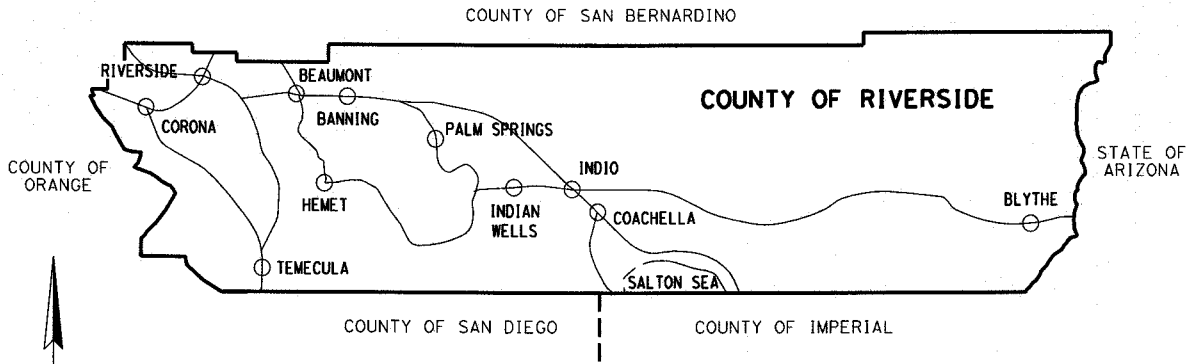 COUNTY OF SAN BERNARDINO
RIVERSIDE
BEAUMONT
COUNTY OF RIVERSIDE
BANNING
CORONA
PALM SPRINGS
STATE OF
ARIZONA
COUNTY OF
ORANGE
INDIO
HEMET
INDIAN
WELLS
COACHELLA
BLYTHE
TEMECULA
SALTON SEA
COUNTY OF SAN DIEGO
COUNTY OF IMPERIAL